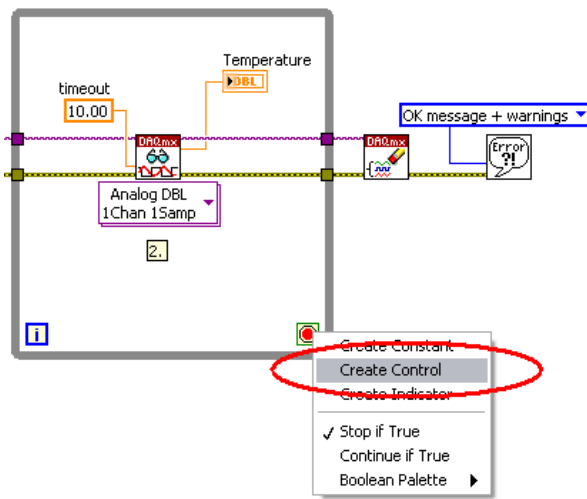 Temperature
DBL
timeout
10.00
OK message + warnings
DAQmx
DAQmx
Error
?!
Analog DBL
1Chan 1Samp
2.
i
Create Constant
Create Control
Create Indicator
✓ Stop if True
Continue if True
Boolean Palette